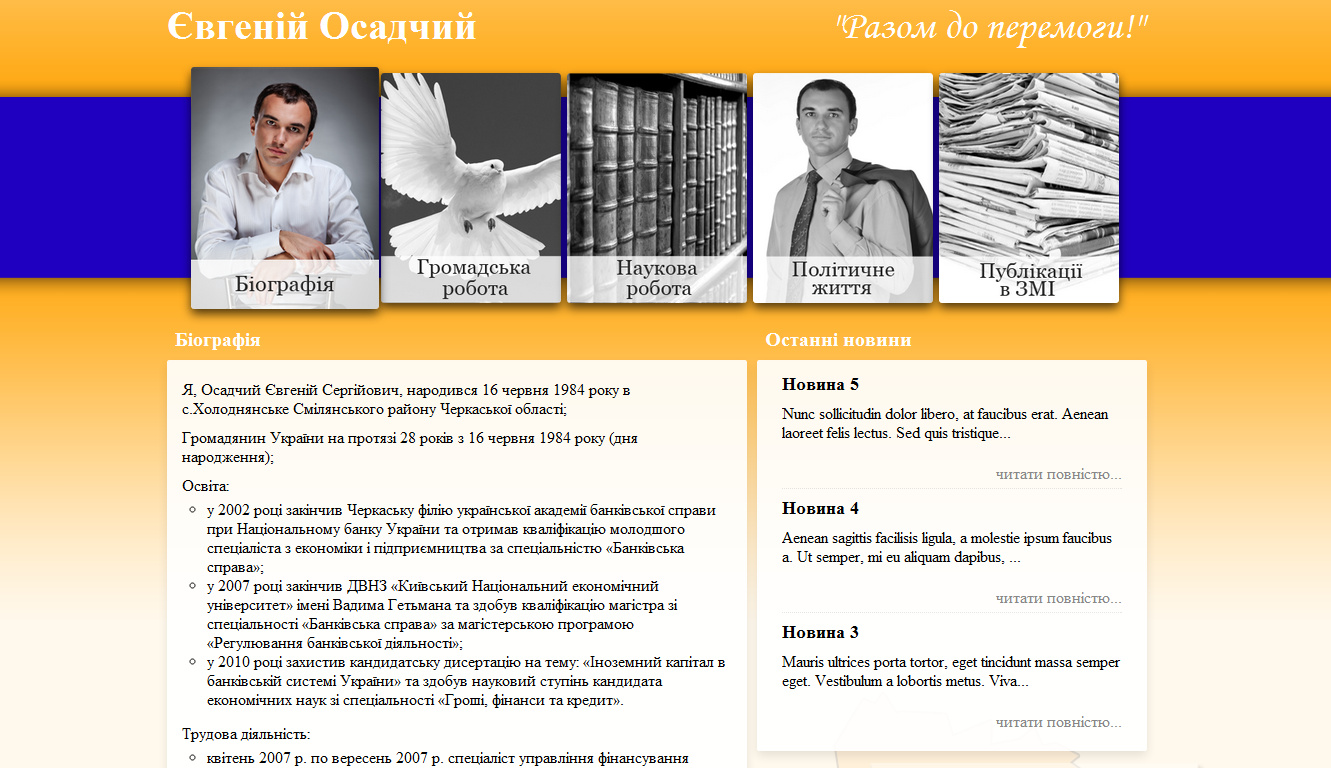 Євгеній Осадчий
"Разом до перемоги!"
Біографія
Громадська
робота
Наукова
робота
Політичне
життя
Публікації
в ЗМІ
Біографія
Я, Осадчий Євгеній Сергійович, народився 16 червня 1984 року в
с.Холоднянське Смілянського району Черкаської області;
Громадянин України на протязі 28 років з 16 червня 1984 року (дня
народження);
Освіта:
у 2002 році закінчив Черкаську філію української академії банківської справи
при Національному банку України та отримав кваліфікацію молодшого
спеціаліста з економіки і підприємництва за спеціальністю «Банківська
справа»;
у 2007 році закінчив ДВНЗ «Київський Національний економічний
університет» імені Вадима Гетьмана та здобув кваліфікацію магістра зі
спеціальності «Банківська справа» за магістерською програмою
«Регулювання банківської діяльності»;
у 2010 році захистив кандидатську дисертацію на тему: «Іноземний капітал в
банківській системі України» та здобув науковий ступінь кандидата
економічних наук зі спеціальності «Гроші, фінанси та кредит».
Трудова діяльність:
квітень 2007 р. по вересень 2007 р. спеціаліст управління фінансування
Останні новини
Новина 5
Nunc sollicitudin dolor libero, at faucibus erat. Aenean
laoreet felis lectus. Sed quis tristique...
читати повністю...
Новина 4
Aenean sagittis facilisis ligula, a molestie ipsum faucibus
a. Ut semper, mi eu aliquam dapibus, ...
читати повністю...
Новина 3
Mauris ultrices porta tortor, eget tincidunt massa semper
eget. Vestibulum a lobortis metus. Viva...
читати повністю...